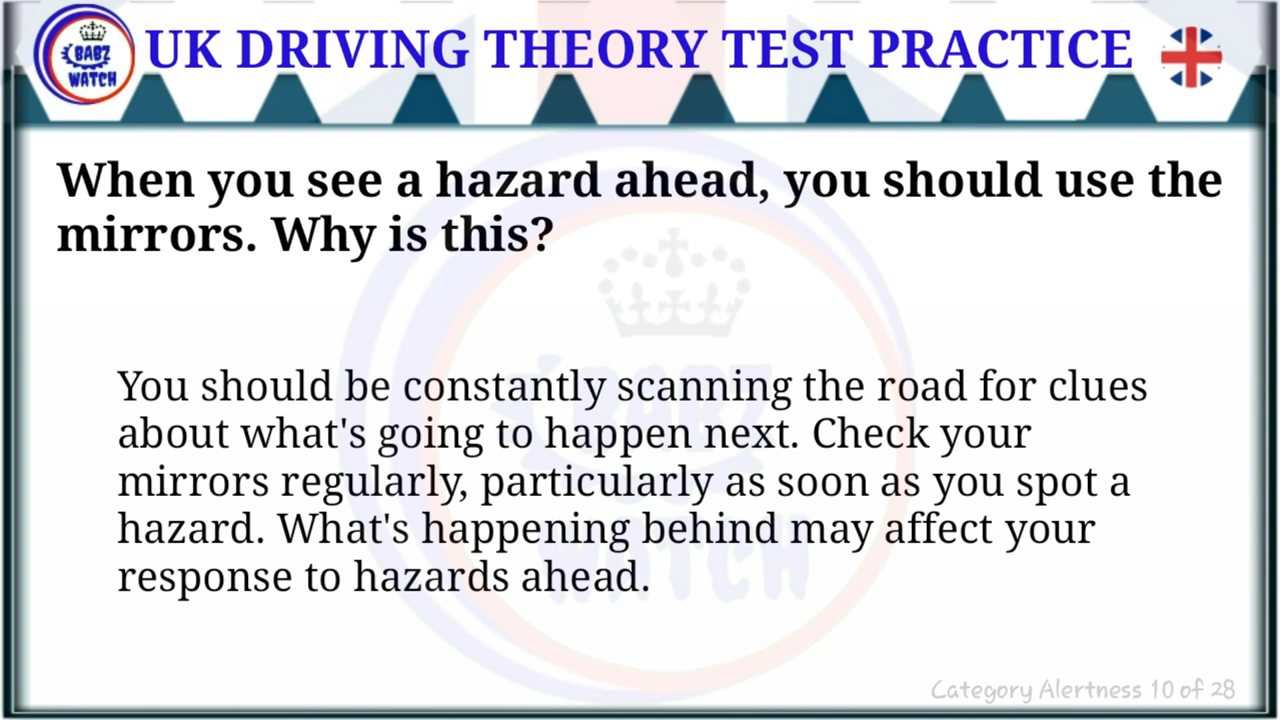 BABZ
WATCH
UK DRIVING THEORY TEST PRACTICE
When you see a hazard ahead, you should use the
mirrors. Why is this?
You should be constantly scanning the road for clues
about what's going to happen next. Check your
mirrors regularly, particularly as soon as you spot a
hazard. What's happening behind may affect your
response to hazards ahead.
BABZ
WATCH
Category Alertness 10 of 28